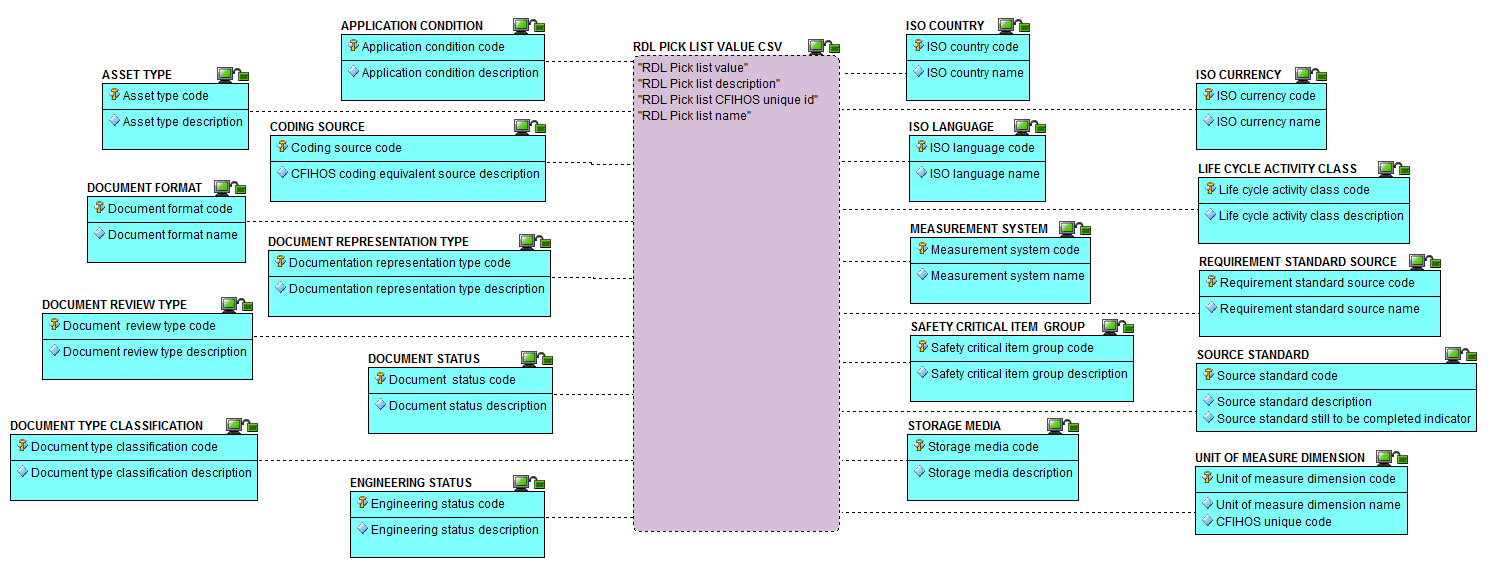 APPLICATION CONDITION
Application condition code
Application condition description
ASSET TYPE
Asset type code
Asset type description
CODING SOURCE
Coding source code
CFIHOS coding equivalent source description
DOCUMENT FORMAT
Document format code
Document format name
DOCUMENT REPRESENTATION TYPE
Documentation representation type code
Documentation representation type description
DOCUMENT REVIEW TYPE
Document  review type code
Document review type description
DOCUMENT STATUS
Document  status code
Document status description
DOCUMENT TYPE CLASSIFICATION
Document type classification code
Document type classification description
ENGINEERING STATUS
Engineering status code
Engineering status description
RDL PICK LIST VALUE CSV
"RDL Pick list value"
"RDL Pick list description"
"RDL Pick list CFIHOS unique id"
"RDL Pick list name"
ISO COUNTRY
ISO country code
ISO country name
ISO CURRENCY
ISO currency code
ISO currency name
ISO LANGUAGE
ISO language code
ISO language name
LIFE CYCLE ACTIVITY CLASS
Life cycle activity class code
Life cycle activity class description
MEASUREMENT SYSTEM
Measurement system code
Measurement system name
REQUIREMENT STANDARD SOURCE
Requirement standard source code
Requirement standard source name
SAFETY CRITICAL ITEM  GROUP
Safety critical item group code
Safety critical item group description
SOURCE STANDARD
Source standard code
Source standard description
Source standard still to be completed indicator
STORAGE MEDIA
Storage media code
Storage media description
UNIT OF MEASURE DIMENSION
Unit of measure dimension code
Unit of measure dimension name
CFIHOS unique code